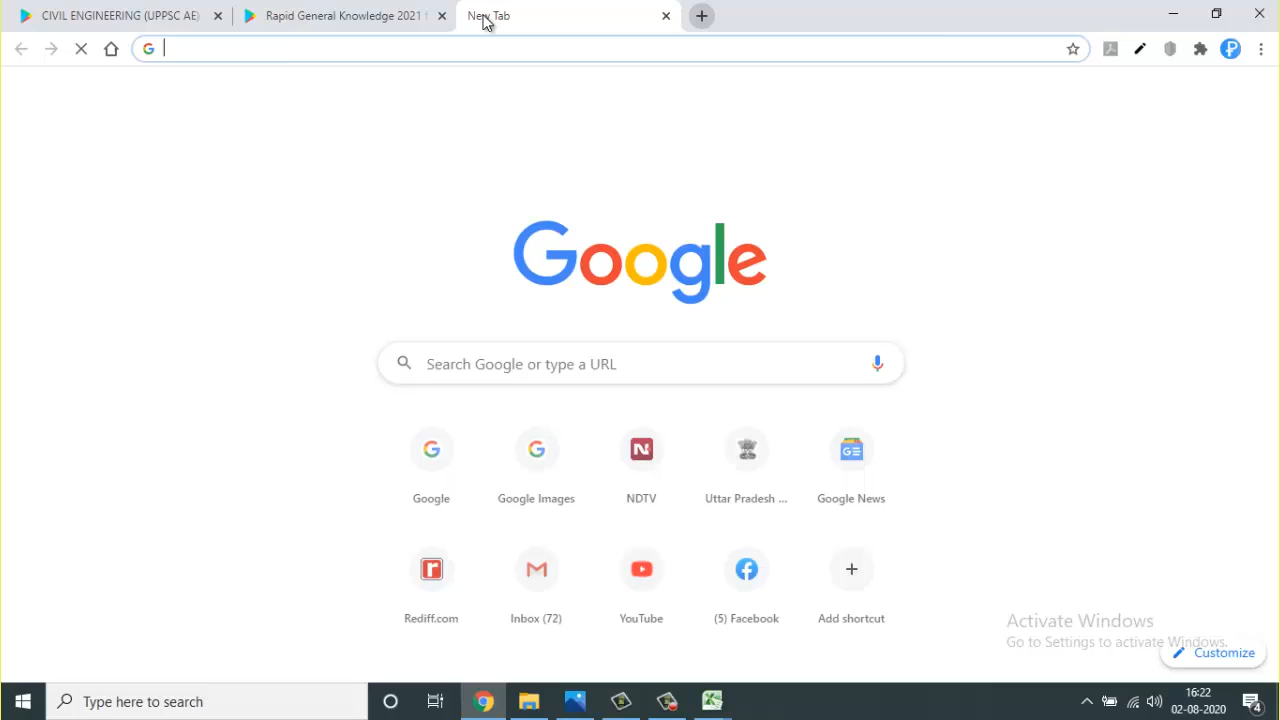 CIVIL ENGINEERING (UPPSC AE)
Rapid General Knowledge 2021 f
New Tab
Google
Search Google or type a URL
Google
Google Images
NDTV
Uttar Pradesh ...
Google News
Rediff.com
Inbox (72)
YouTube
(5) Facebook
Add shortcut
Activate Windows
Go to Settings to activate Windows.
Customize
Type here to search
16:22
02-08-2020
4